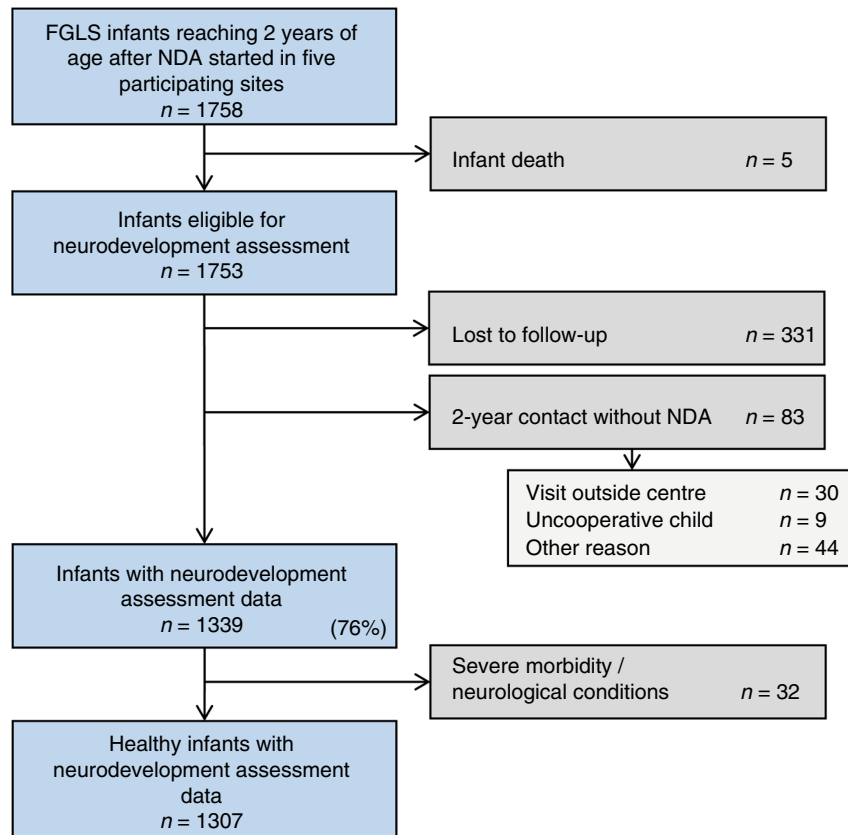 FGLS infants reaching 2 years of
age after NDA started in five
participating sites
n = 1758
Infant death n = 5
Infants eligible for
neurodevelopment assessment
n = 1753
Lost to follow-up n = 331
2-year contact without NDA n = 83
Visit outside centre n = 30
Uncooperative child n = 9
Other reason n = 44
Infants with neurodevelopment
assessment data
n = 1339 (76%)
Severe morbidity /
neurological conditions n = 32
Healthy infants with
neurodevelopment assessment
data
n = 1307